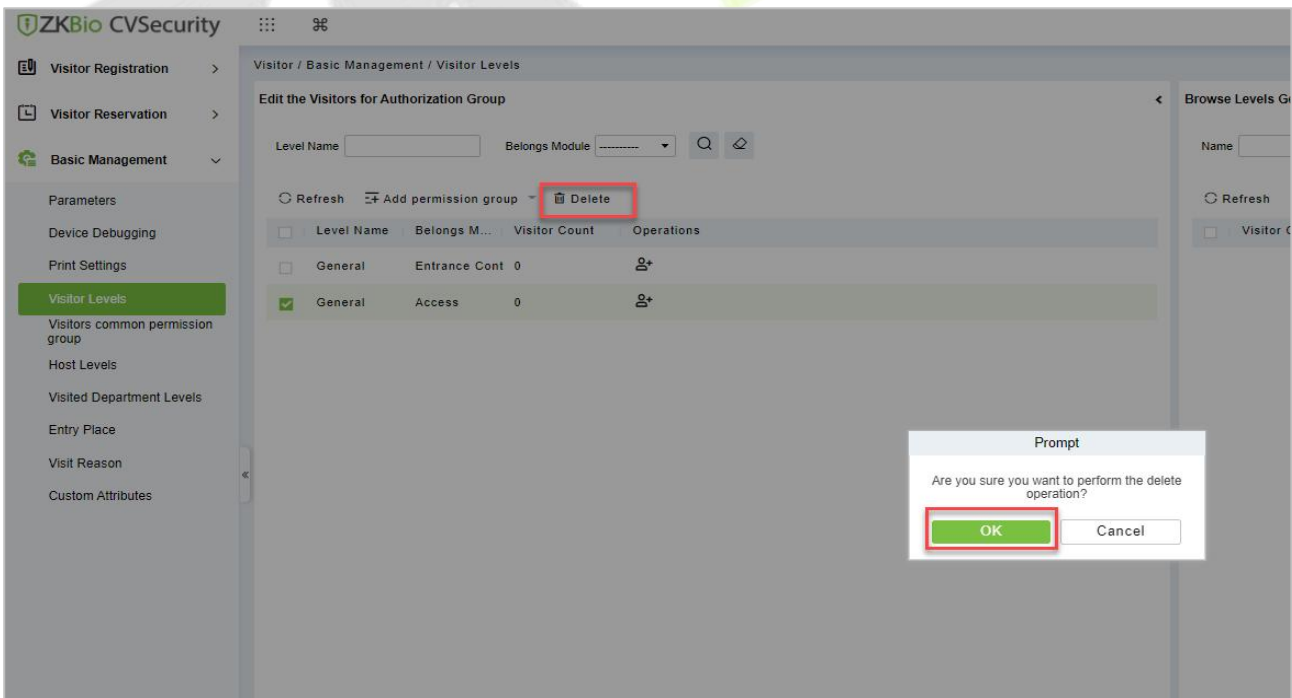 ZKBio CVSecurity
Visitor Registration
Visitor Reservation
Basic Management
Parameters
Device Debugging
Print Settings
Visitor Levels
Visitors common permission
group
Host Levels
Visited Department Levels
Entry Place
Visit Reason
Custom Attributes
Visitor / Basic Management / Visitor Levels
Edit the Visitors for Authorization Group
Level Name
Belongs Module ----------
Refresh Add permission group Delete
Level Name Belongs M... Visitor Count Operations
General Entrance Cont 0
General Access 0
Browse Levels
Name
Refresh
Visitor
Prompt
Are you sure you want to perform the delete
operation?
OK Cancel